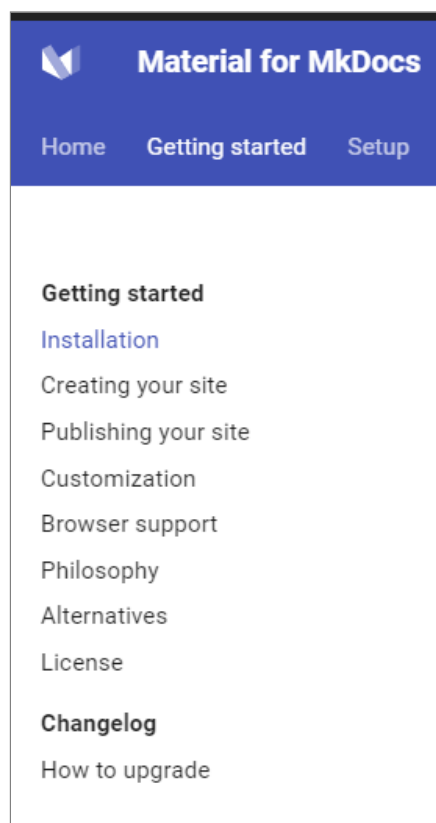 Material for MkDocs
Home Getting started Setup
Getting started
Installation
Creating your site
Publishing your site
Customization
Browser support
Philosophy
Alternatives
License
Changelog
How to upgrade